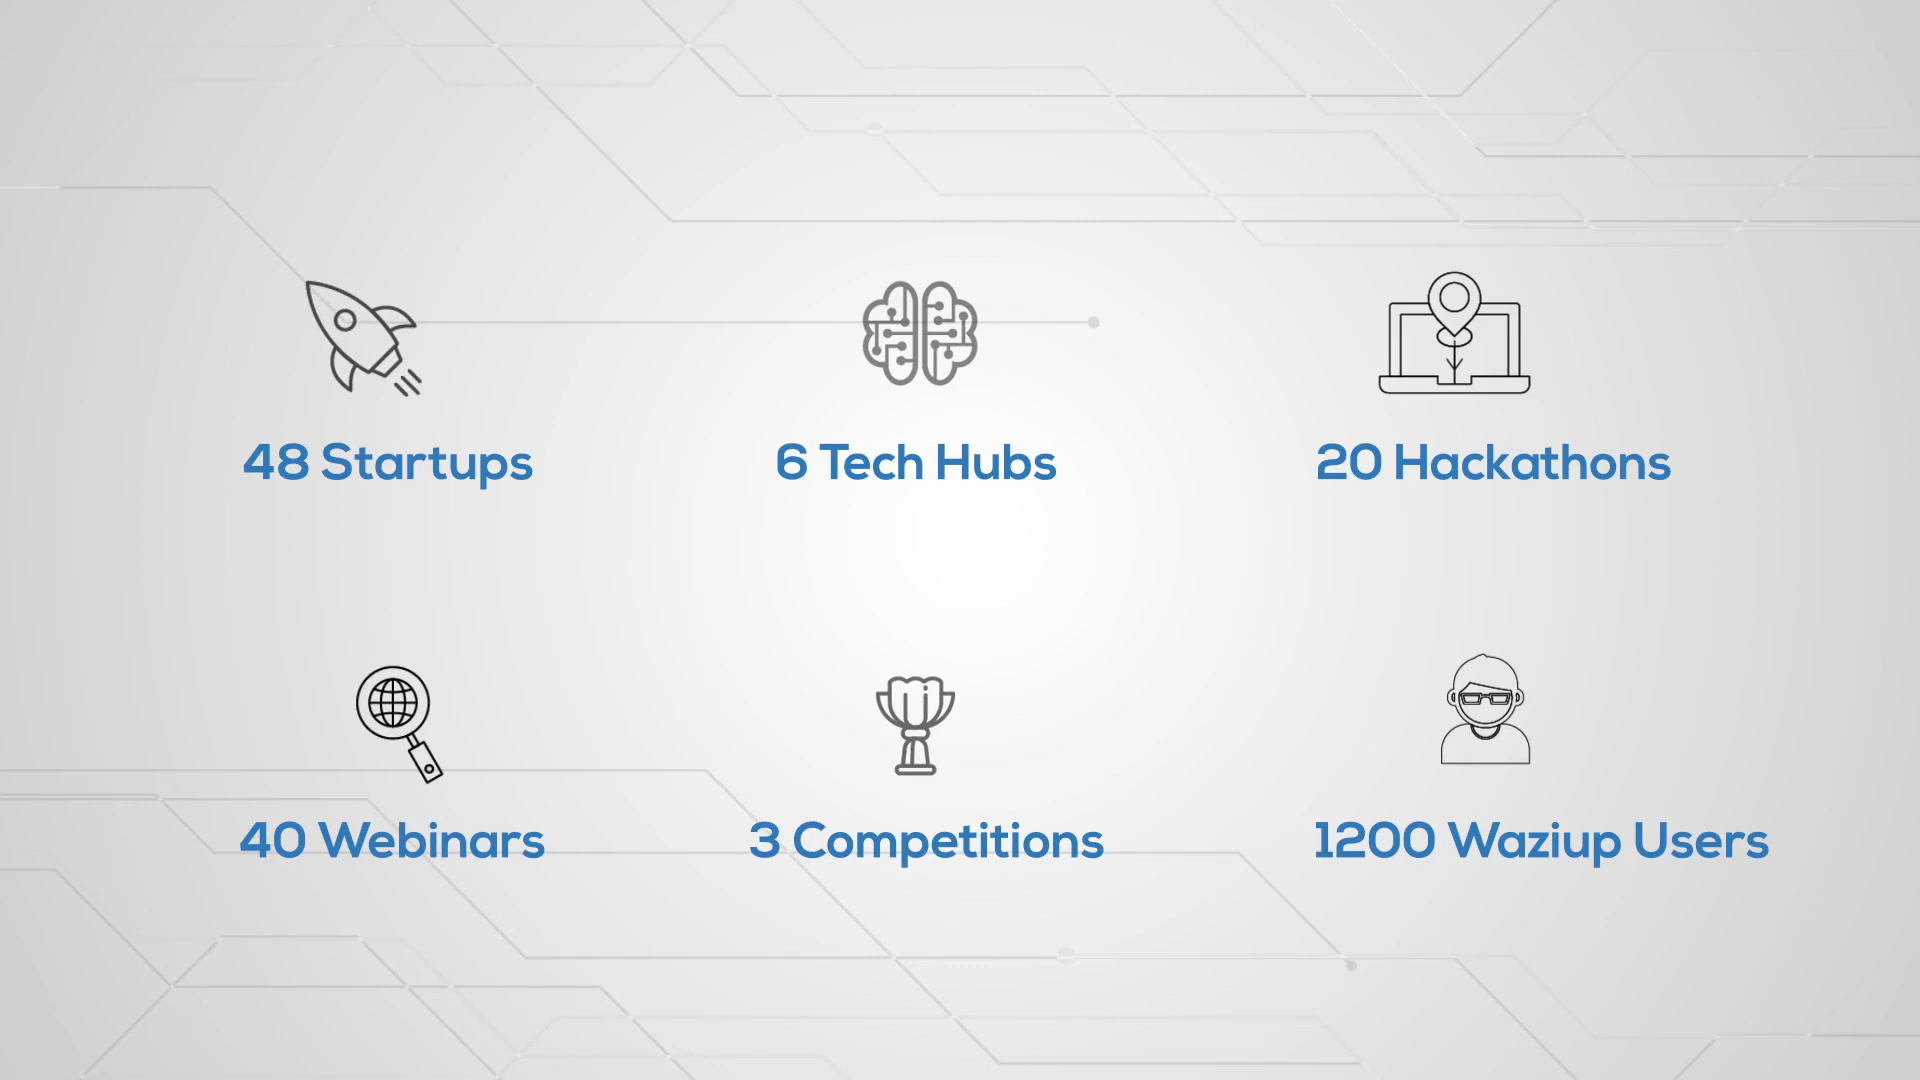 48 Startups
6 Tech Hubs
20 Hackathons
40 Webinars
3 Competitions
1200 Waziup Users